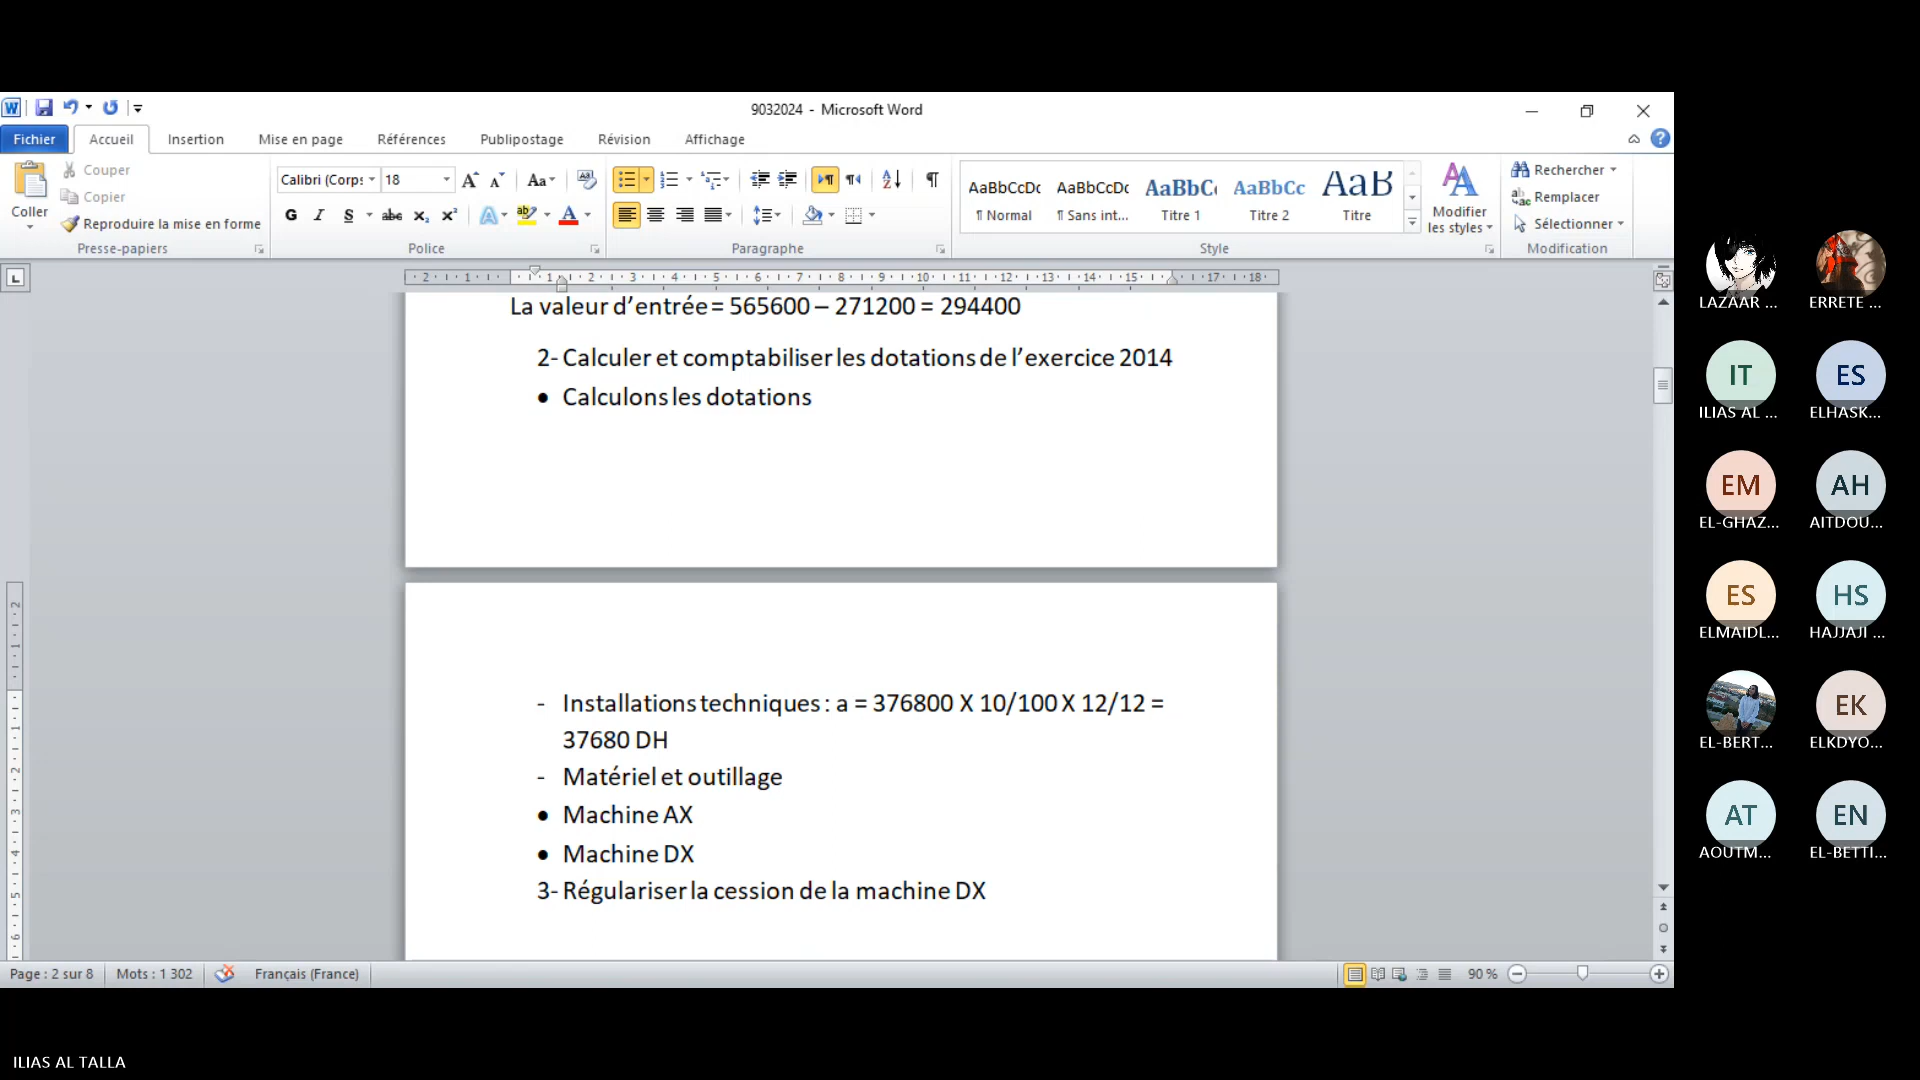 9032024 - Microsoft Word
Fichier Accueil Insertion Mise en page Références Publipostage Révision Affichage
Coller
Couper
Copier
Reproduire la mise en forme
Presse-papiers
Calibri (Corps 18
G I S abc x₂ x²
Police
Paragraphe
AaBbCcDc AaBbCcDc AaBbC AaBbCc AaB
¶ Normal ¶ Sans int... Titre 1 Titre 2 Titre
Modifier
les styles
Style
Rechercher
Remplacer
Sélectionner
Modification
La valeur d’entrée = 565600 – 271200 = 294400
2- Calculer et comptabiliser les dotations de l’exercice 2014
• Calculons les dotations
- Installations techniques : a = 376800 X 10/100 X 12/12 =
37680 DH
- Matériel et outillage
• Machine AX
• Machine DX
3- Régulariser la cession de la machine DX
Page : 2 sur 8 Mots : 1 302 Français (France) 90 %
LAZAAR ... ERRETE ...
IT ES
ILIAS AL ... ELHASK...
EM AH
EL-GHAZ... AITDOU...
ES HS
ELMAIDL... HAJJAJI ...
EK
EL-BERT... ELKDYO...
AT EN
AOUTM... EL-BETTI...
ILIAS AL TALLA